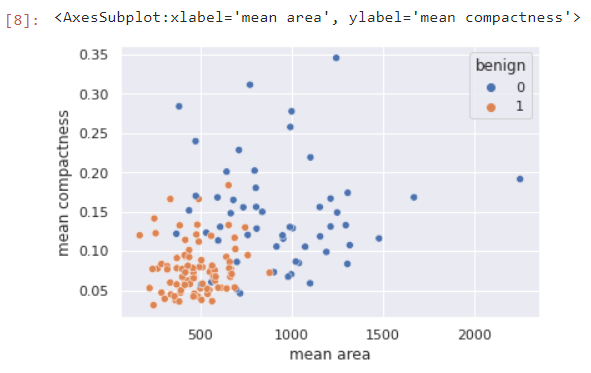 [8]: <AxesSubplot:xlabel='mean area', ylabel='mean compactness'>
0.35
0.30
0.25
0.20
0.15
0.10
0.05
mean compactness
benign
0
1
500 1000 1500 2000
mean area